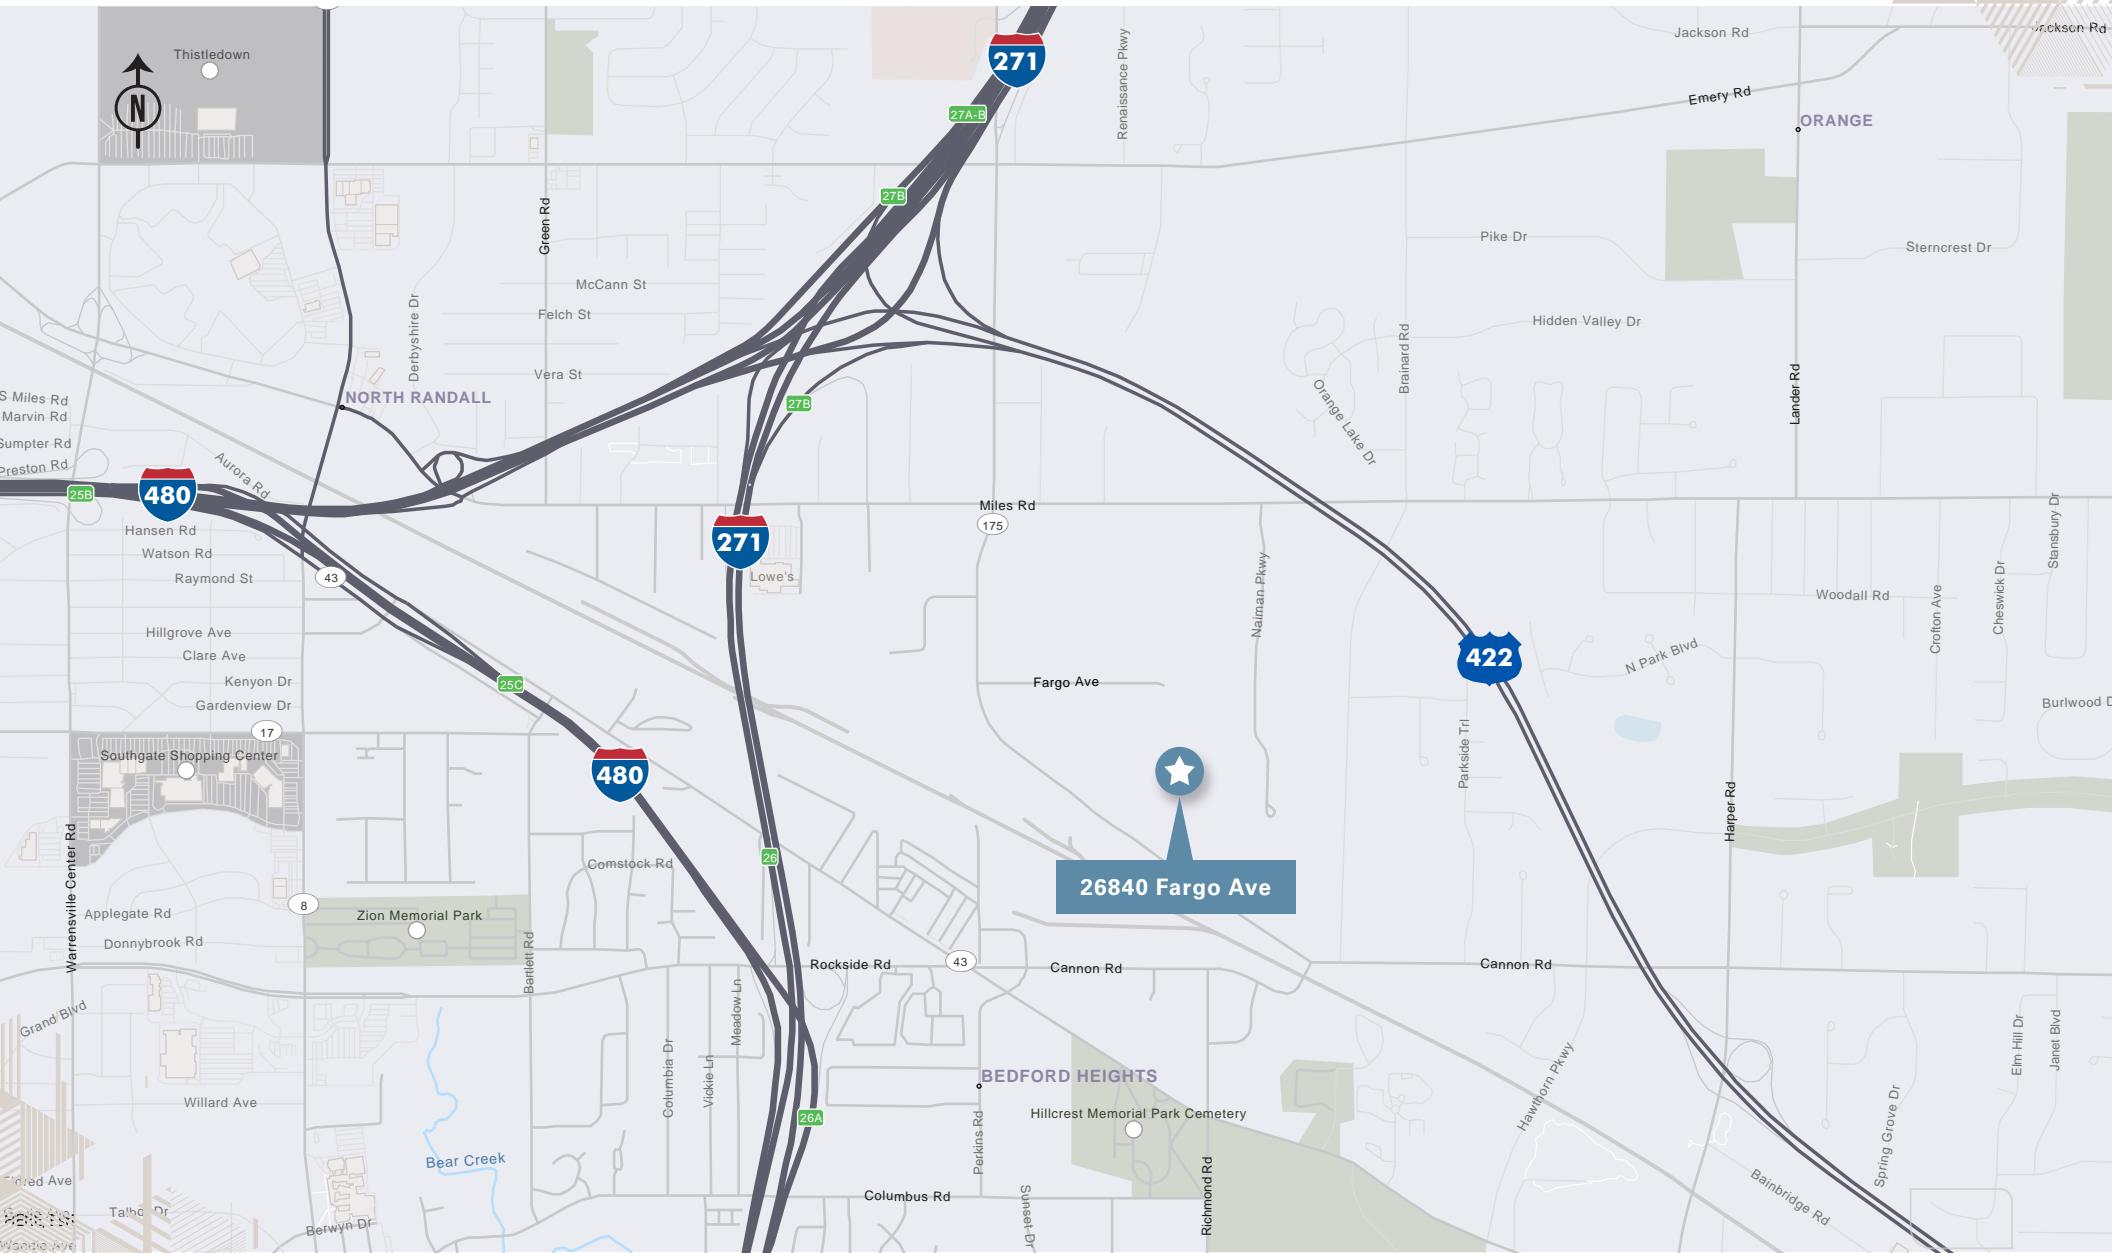 Jackson Rd
Jackson Rd
Thistledown
271
Renaissance Pkwy
Emery Rd
N
27A-B
ORANGE
27B
Green Rd
Pike Dr
Sterncrest Dr
McCann St
Felch St
Hidden Valley Dr
Derbyshire Dr
Brainard Rd
Vera St
Lander Rd
S Miles Rd
NORTH RANDALL
27B
Marvin Rd
Orange Lake Dr
Sumpter Rd
Preston Rd
Aurora Rd
25B
480
Miles Rd
175
Hansen Rd
271
Stansbury Dr
Watson Rd
Raymond St
43
Lowe's
Naiman Pkwy
Woodall Rd
Crofton Ave
Cheswick Dr
Hillgrove Ave
Clare Ave
422
N Park Blvd
Kenyon Dr
25C
Fargo Ave
Gardenview Dr
Burlwood D
17
Southgate Shopping Center
Parkside Trl
480
Harper Rd
Warrensville Center Rd
26
Comstock Rd
26840 Fargo Ave
8
Applegate Rd
Zion Memorial Park
Donnybrook Rd
Bartlett Rd
Rockside Rd
43
Cannon Rd
Cannon Rd
Grand Blvd
Meadow Ln
Columbia Dr
Vickie Ln
Elm Hill Dr
Janet Blvd
BEDFORD HEIGHTS
Hawthorn Pkwy
Willard Ave
26A
Hillcrest Memorial Park Cemetery
Perkins Rd
Spring Grove Dr
Bear Creek
Columbus Rd
Richmond Rd
Sunset Dr
Bainbridge Rd
Talbot Dr
Berwyn Dr